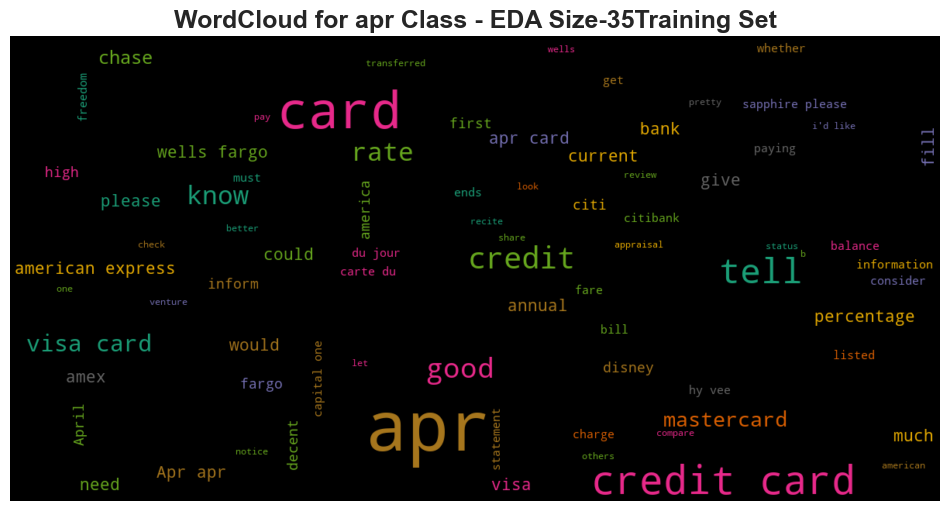 WordCloud for apr Class - EDA Size-35Training Set
wells
whether
chase
transferred
freedom
get
pretty
sapphire please
card
pay
first
i'd like
bank
apr card
fill
wells fargo
rate
current
paying
high
must
review
give
look
know
america
ends
please
citi
citibank
recite
better
share
check
could
du jour
credit
appraisal
status
balance
b
tell
american express
carte du
information
consider
one
inform
fare
venture
annual
percentage
bill
visa card
would
capital one
let
good
disney
listed
amex
fargo
hy vee
April
apr
statement
mastercard
decent
charge
compare
much
notice
others
american
Apr apr
need
visa
credit card